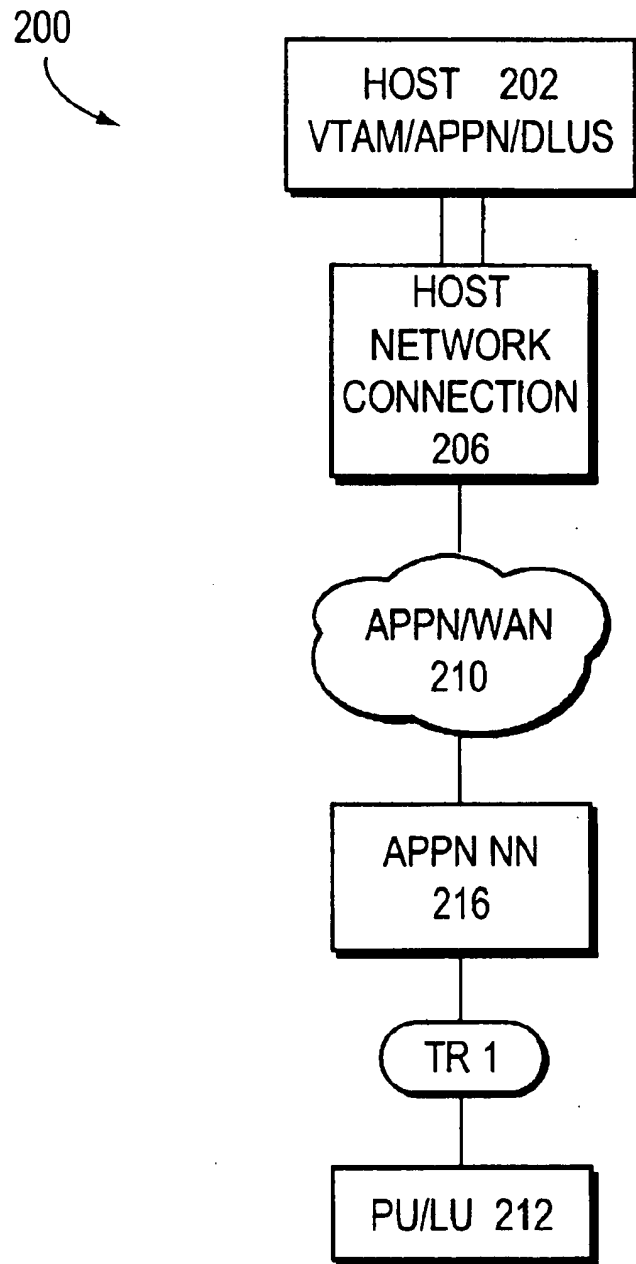 200
HOST 202
VTAM/APPN/DLUS
HOST
NETWORK
CONNECTION
206
APPN/WAN
210
APPN NN
216
TR 1
PU/LU 212